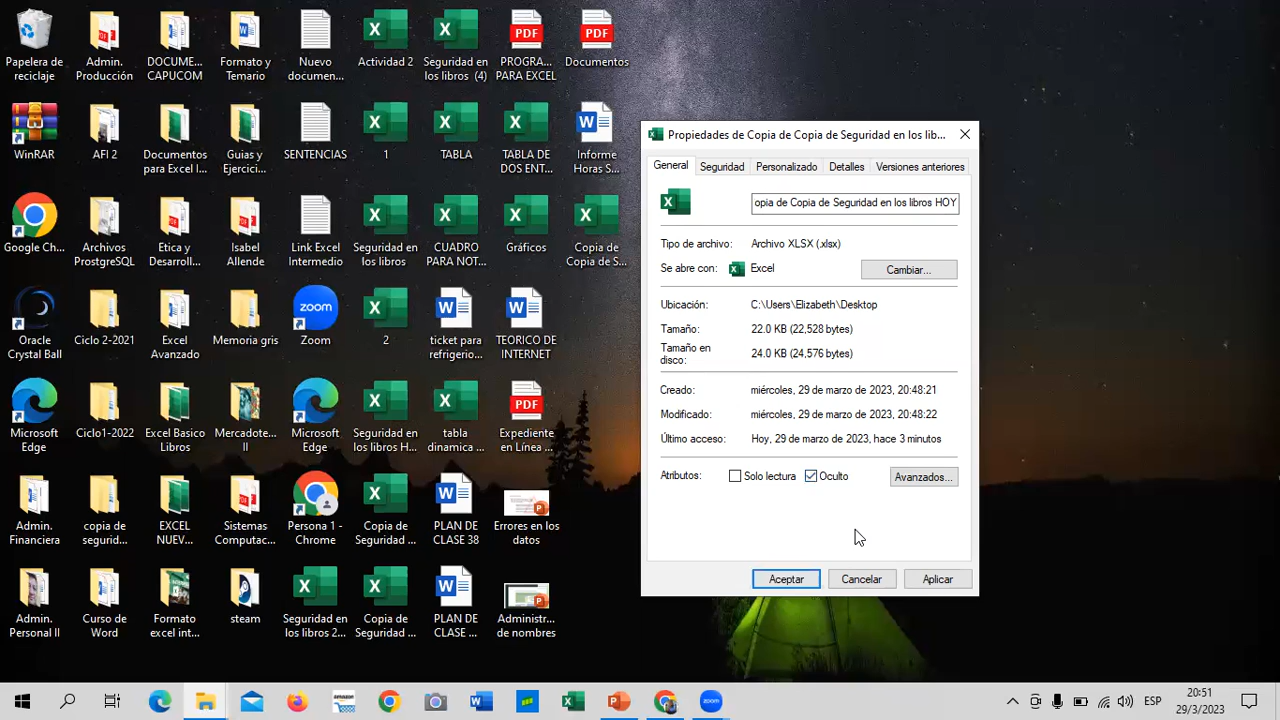 Papelera de
reciclaje
Admin.
Producción
DOCUME...
CAPUCOM
Formato y
Temario
Nuevo
documen...
Actividad 2
Seguridad en
los libros (4)
PROGRA...
PARA EXCEL
Documentos
WinRAR
AFI 2
Documentos
para Excel I...
Guias y
Ejercici...
SENTENCIAS
1
TABLA
TABLA DE
DOS ENT...
Informe
Horas S...
Google Ch...
Archivos
ProstgreSQL
Etica y
Desarroll...
Isabel
Allende
Link Excel
Intermedio
Seguridad en
los libros
CUADRO
PARA NOT...
Gráficos
Copia de
Copia de S...
Oracle
Crystal Ball
Ciclo 2-2021
Excel
Avanzado
Memoria gris
zoom
Zoom
2
ticket para
refrigerio...
TEORICO DE
INTERNET
Microsoft
Edge
Ciclo1-2022
Excel Basico
Libros
Mercadote...
II
Microsoft
Edge
Seguridad en
los libros H...
tabla
dinamica ...
Expediente
en Línea ...
Admin.
Financiera
copia de
segurid...
EXCEL
NUEV...
Sistemas
Computac...
Persona 1 -
Chrome
Copia de
Seguridad ...
PLAN DE
CLASE 38
Errores en los
datos
Admin.
Personal II
Curso de
Word
Formato
excel int...
steam
Seguridad en
los libros 2...
Copia de
Seguridad ...
PLAN DE
CLASE ...
Administr...
de nombres
Propiedades de Copia de Copia de Seguridad en los lib...
General
Seguridad
Personalizado
Detalles
Versiones anteriores
opia de Copia de Seguridad en los libros HOY
Tipo de archivo: Archivo XLSX (.xlsx)
Se abre con: Excel
Cambiar...
Ubicación: C:\Users\Elizabeth\Desktop
Tamaño: 22.0 KB (22,528 bytes)
Tamaño en
disco: 24.0 KB (24,576 bytes)
Creado: miércoles, 29 de marzo de 2023, 20:48:21
Modificado: miércoles, 29 de marzo de 2023, 20:48:22
Último acceso: Hoy, 29 de marzo de 2023, hace 3 minutos
Atributos: Solo lectura Oculto
Avanzados...
Aceptar
Cancelar
Aplicar
ESP
20:51
29/3/2023